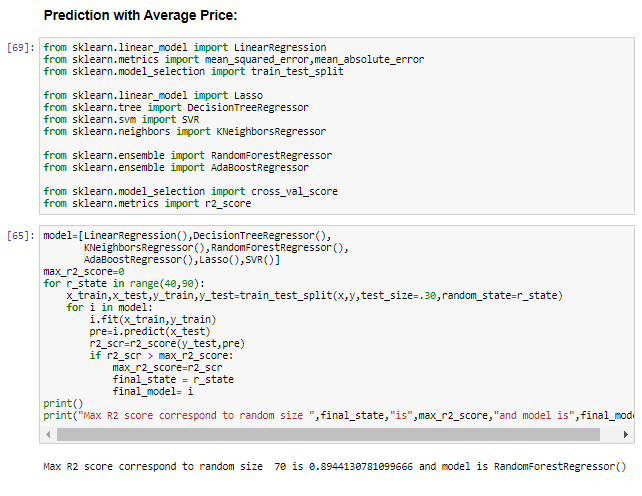 Prediction with Average Price:
[69]: from sklearn.linear_model import LinearRegression
from sklearn.metrics import mean_squared_error,mean_absolute_error
from sklearn.model_selection import train_test_split
from sklearn.linear_model import Lasso
from sklearn.tree import DecisionTreeRegressor
from sklearn.svm import SVR
from sklearn.neighbors import KNeighborsRegressor
from sklearn.ensemble import RandomForestRegressor
from sklearn.ensemble import AdaBoostRegressor
from sklearn.model_selection import cross_val_score
from sklearn.metrics import r2_score
[65]: model=[LinearRegression(),DecisionTreeRegressor(),
KNeighborsRegressor(),RandomForestRegressor(),
AdaBoostRegressor(),Lasso(),SVR()]
max_r2_score=0
for r_state in range(40,90):
x_train,x_test,y_train,y_test=train_test_split(x,y,test_size=.30,random_state=r_state)
for i in model:
i.fit(x_train,y_train)
pre=i.predict(x_test)
r2_scr=r2_score(y_test,pre)
if r2_scr > max_r2_score:
max_r2_score=r2_scr
final_state = r_state
final_model= i
print()
print("Max R2 score correspond to random size ",final_state,"is",max_r2_score,"and model is",final_mode
Max R2 score correspond to random size  70 is 0.8944130781099666 and model is RandomForestRegressor()